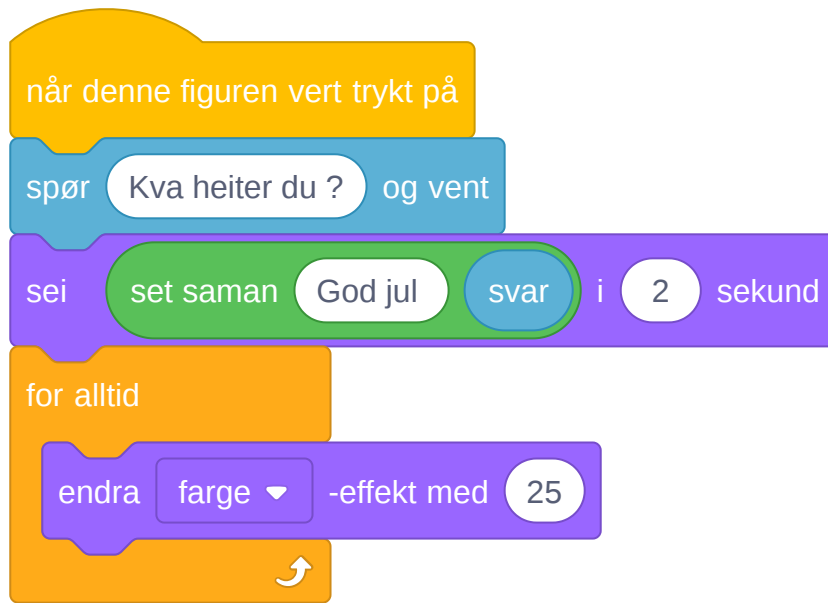 når denne figuren vert trykt på
spør Kva heiter du ? og vent
sei set saman God jul svar i 2 sekund
for alltid
endra farge -effekt med 25